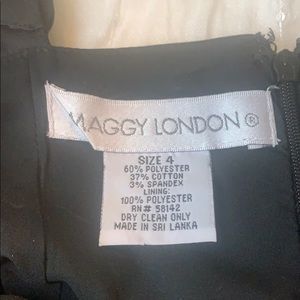 MAGGY LONDON®
SIZE 4
60% POLYESTER
37% COTTON
3% SPANDEX
LINING:
100% POLYESTER
RN# 58142
DRY CLEAN ONLY
MADE IN SRI LANKA